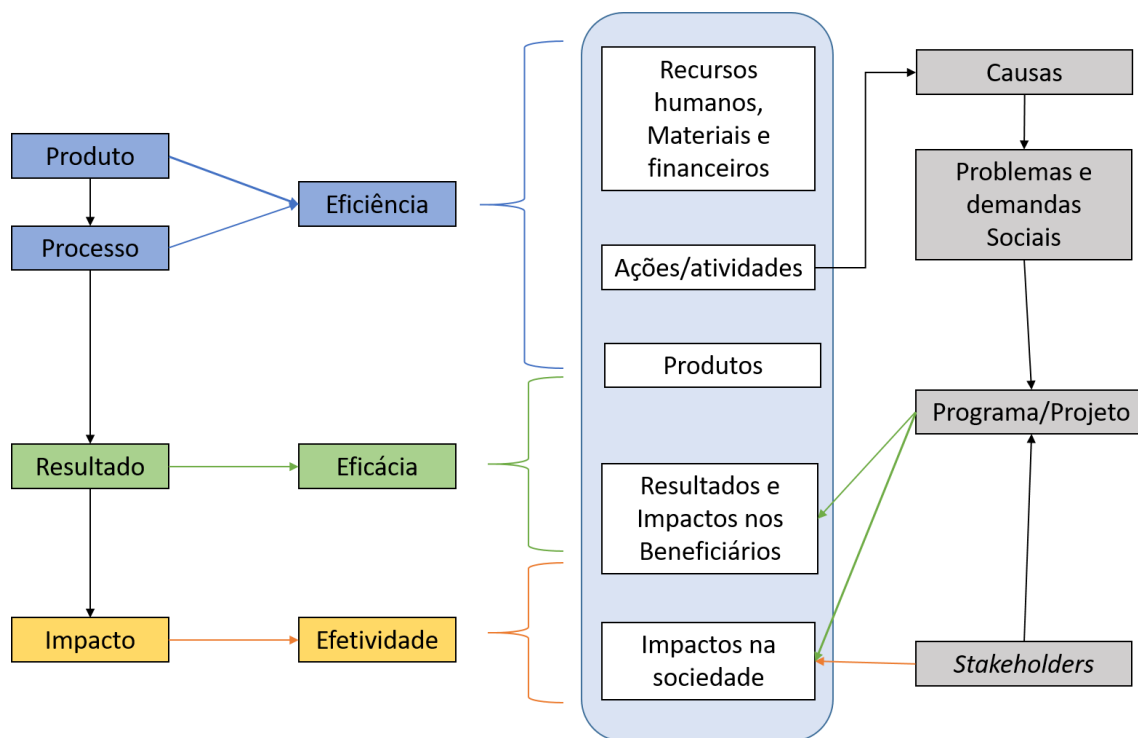 Produto
Processo
Resultado
Impacto
Eficiência
Eficácia
Efetividade
Recursos
humanos,
Materiais e
financeiros
Ações/atividades
Produtos
Resultados e
Impactos nos
Beneficiários
Impactos na
sociedade
Causas
Problemas e
demandas
Sociais
Programa/Projeto
Stakeholders